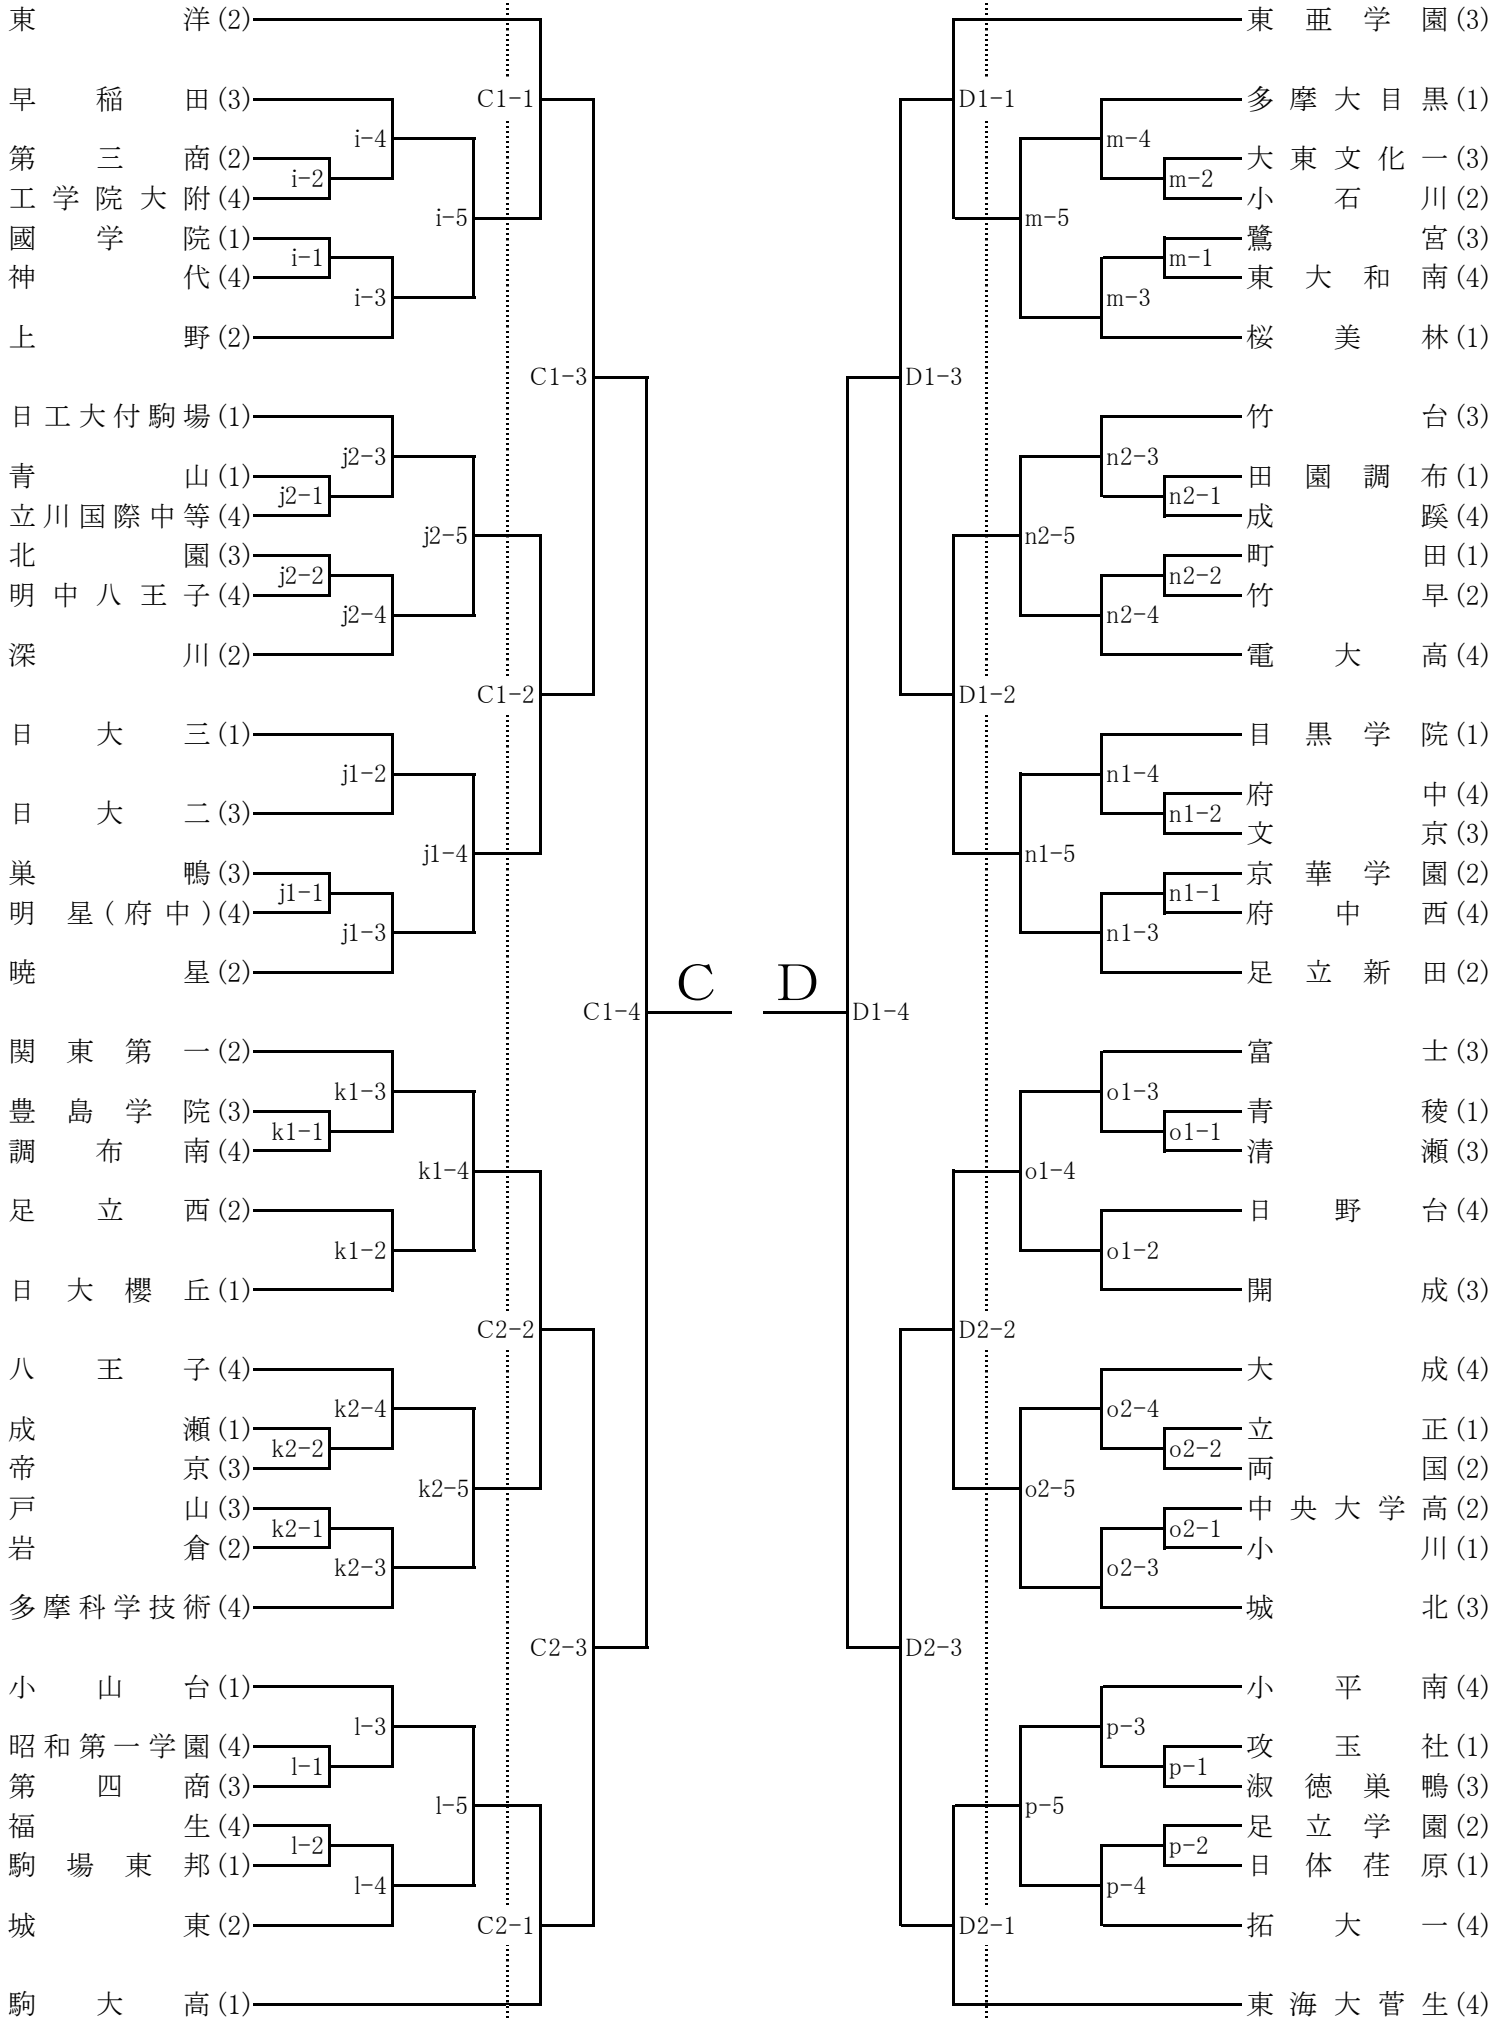 東洋(2)
早稲田(3)
i-4
第三商(2)
i-2
工学院大附(4)
i-5
國学院(1)
i-1
神代(4)
i-3
上野(2)
C1-1
C1-3
日工大付駒場(1)
j2-3
青山(1)
j2-1
立川国際中等(4)
j2-5
北園(3)
j2-2
明中八王子(4)
j2-4
深川(2)
C1-2
日大三(1)
j1-2
日大二(3)
j1-4
巣鴨(3)
j1-1
明星(府中)(4)
j1-3
暁星(2)
C1-4
C
関東第一(2)
k1-3
豊島学院(3)
k1-1
調布南(4)
k1-4
足立西(2)
k1-2
日大櫻丘(1)
C2-2
八王子(4)
k2-4
成瀬(1)
k2-2
帝京(3)
k2-5
戸山(3)
k2-1
岩倉(2)
k2-3
多摩科学技術(4)
C2-3
小山台(1)
l-3
昭和第一学園(4)
l-1
第四商(3)
l-5
福生(4)
l-2
駒場東邦(1)
l-4
城東(2)
C2-1
駒大高(1)
東亜学園(3)
D1-1
多摩大目黒(1)
m-4
大東文化一(3)
m-2
小石川(2)
m-5
鷺宮(3)
m-1
東大和南(4)
m-3
桜美林(1)
D1-3
竹台(3)
n2-3
田園調布(1)
n2-1
成蹊(4)
n2-5
町田(1)
n2-2
竹早(2)
n2-4
電大高(4)
D1-2
目黒学院(1)
n1-4
府中(4)
n1-2
文京(3)
n1-5
京華学園(2)
n1-1
府中西(4)
n1-3
足立新田(2)
D
D1-4
富士(3)
o1-3
青稜(1)
o1-1
清瀬(3)
o1-4
日野台(4)
o1-2
開成(3)
D2-2
大成(4)
o2-4
立正(1)
o2-2
両国(2)
o2-5
中央大学高(2)
o2-1
小川(1)
o2-3
城北(3)
D2-3
小平南(4)
p-3
攻玉社(1)
p-1
淑徳巣鴨(3)
p-5
足立学園(2)
p-2
日体荏原(1)
p-4
拓大一(4)
D2-1
東海大菅生(4)